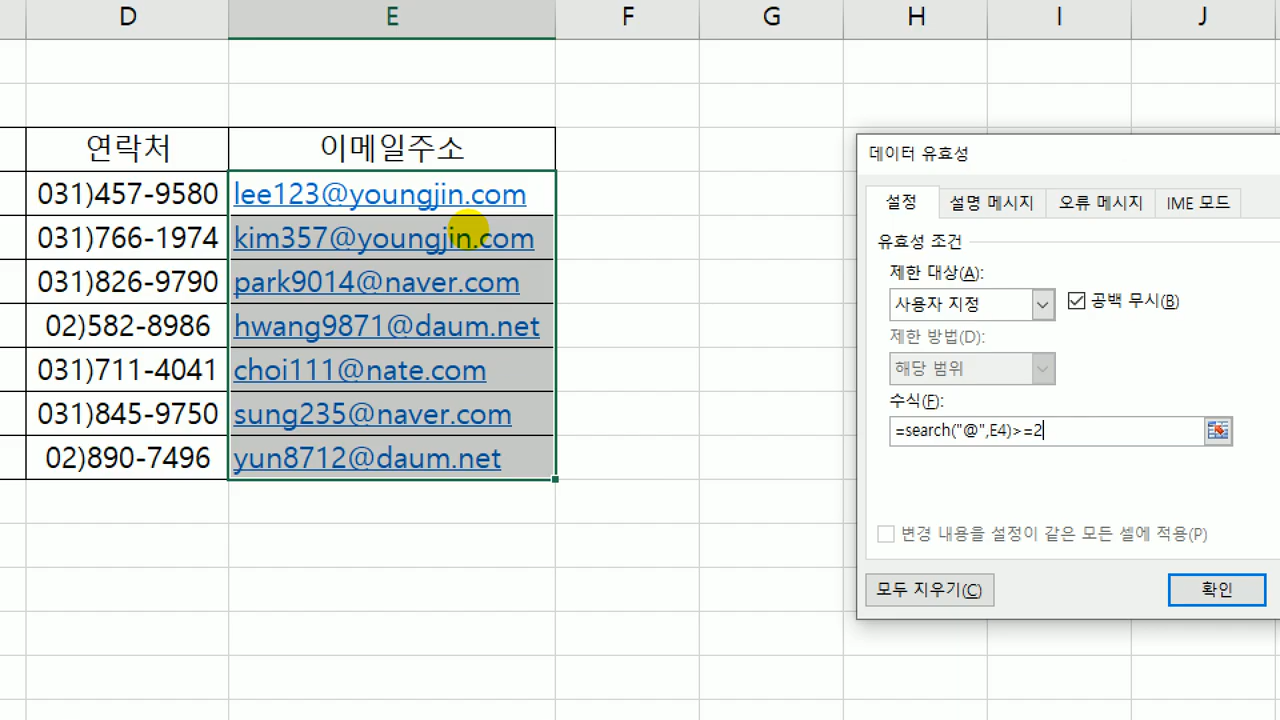 D E F G H I J
연락처 이메일주소
031)457-9580 lee123@youngjin.com
031)766-1974 kim357@youngjin.com
031)826-9790 park9014@naver.com
02)582-8986 hwang9871@daum.net
031)711-4041 choi111@nate.com
031)845-9750 sung235@naver.com
02)890-7496 yun8712@daum.net
데이터 유효성
설정 설명 메시지 오류 메시지 IME 모드
유효성 조건
제한 대상(A):
사용자 지정 공백 무시(B)
제한 방법(D):
해당 범위
수식(F):
=search("@",E4)>=2
변경 내용을 설정이 같은 모든 셀에 적용(P)
모두 지우기(C) 확인